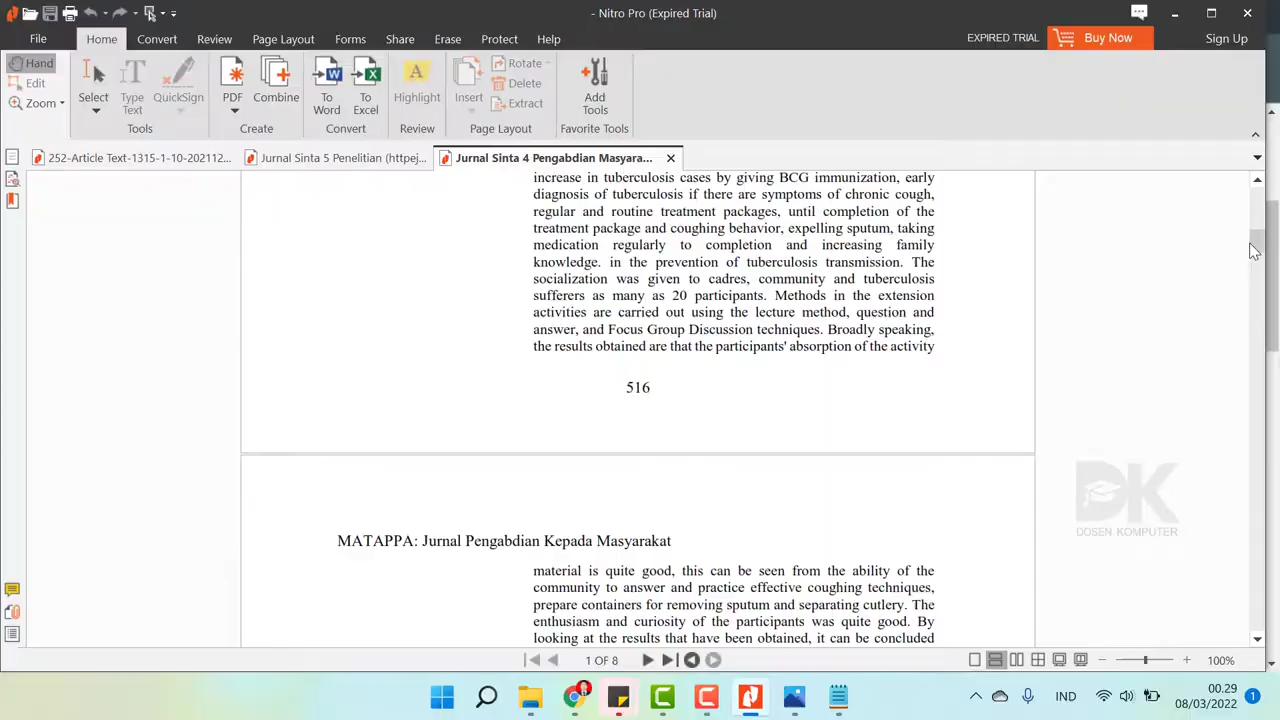 - Nitro Pro (Expired Trial)
File Home Convert Review Page Layout Forms Share Erase Protect Help EXPIRED TRIAL Buy Now Sign Up
Hand
Edit
Zoom
Select
Type Text
QuickSign
Tools
PDF
Combine
Create
To Word
To Excel
Convert
Highlight
Review
Insert
Rotate
Delete
Extract
Page Layout
Add Tools
Favorite Tools
252-Article Text-1315-1-10-202112... Jurnal Sinta 5 Penelitian (httpej... Jurnal Sinta 4 Pengabdian Masyara...
increase in tuberculosis cases by giving BCG immunization, early
diagnosis of tuberculosis if there are symptoms of chronic cough,
regular and routine treatment packages, until completion of the
treatment package and coughing behavior, expelling sputum, taking
medication regularly to completion and increasing family
knowledge. in the prevention of tuberculosis transmission. The
socialization was given to cadres, community and tuberculosis
sufferers as many as 20 participants. Methods in the extension
activities are carried out using the lecture method, question and
answer, and Focus Group Discussion techniques. Broadly speaking,
the results obtained are that the participants' absorption of the activity
516
DK
DOSEN KOMPUTER
MATAPPA: Jurnal Pengabdian Kepada Masyarakat
material is quite good, this can be seen from the ability of the
community to answer and practice effective coughing techniques,
prepare containers for removing sputum and separating cutlery. The
enthusiasm and curiosity of the participants was quite good. By
looking at the results that have been obtained, it can be concluded
1 OF 8
100%
IND
00.29
08/03/2022
1